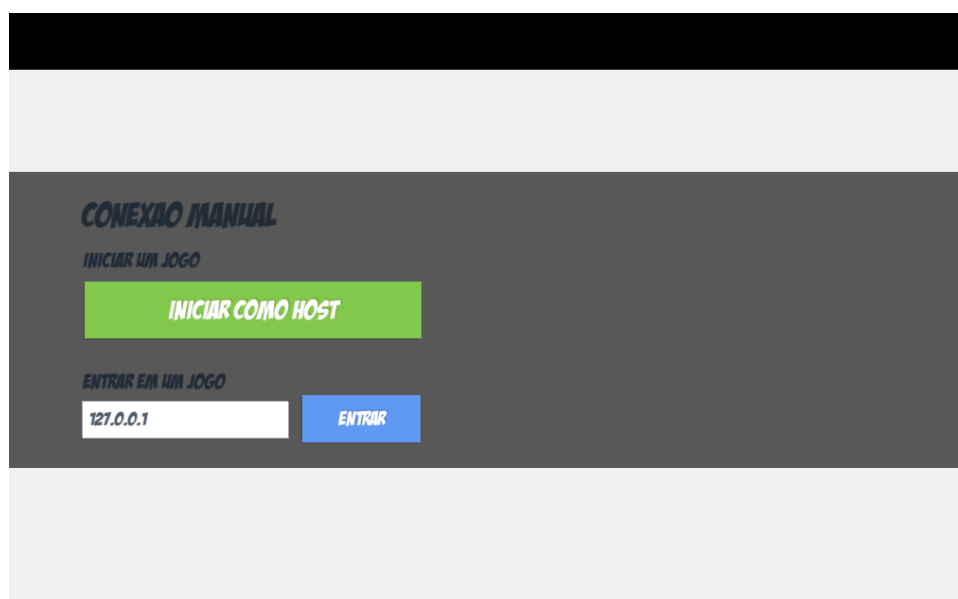 CONEXAO MANUAL
INICIAR UM JOGO
INICIAR COMO HOST
ENTRAR EM UM JOGO
127.0.0.1
ENTRAR